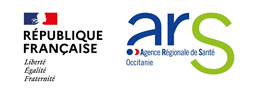 RÉPUBLIQUE
FRANÇAISE
Liberté
Égalité
Fraternité
ars
Agence Régionale de Santé
Occitanie